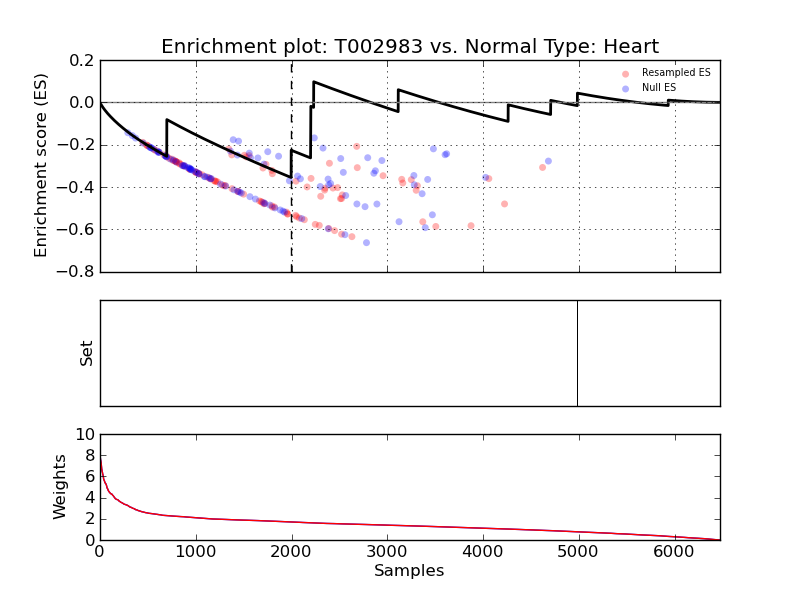 Enrichment plot: T002983 vs. Normal Type: Heart
Enrichment score (ES)
0.2
0.0
−0.2
−0.4
−0.6
−0.8
Resampled ES
Null ES
Set
Weights
10
8
6
4
2
0
0 1000 2000 3000 4000 5000 6000
Samples